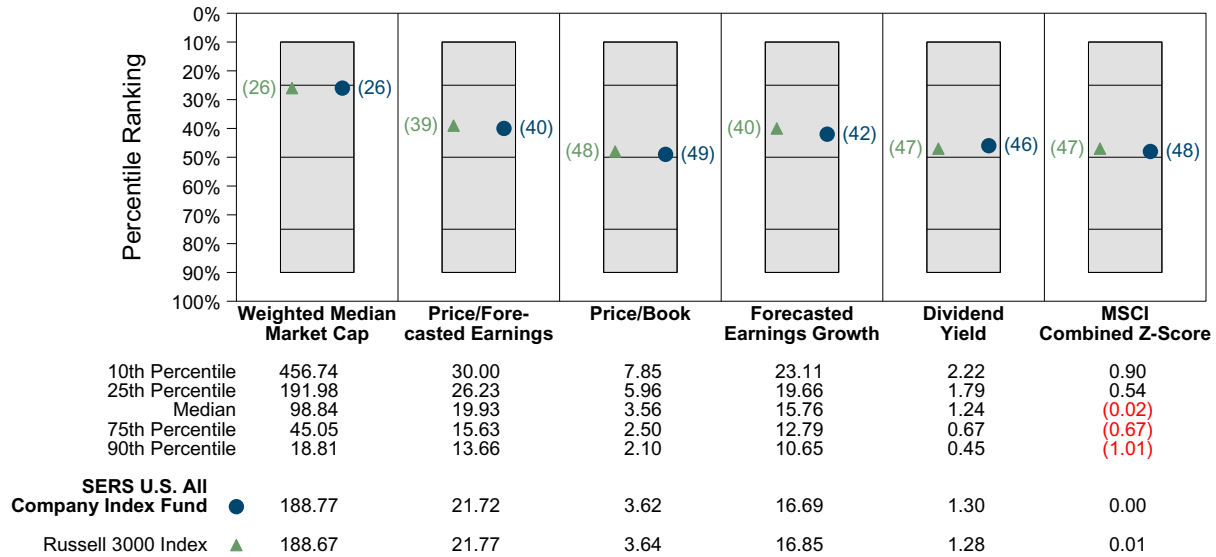 0%
10%
20%
30%
40%
50%
60%
70%
80%
90%
100%
Percentile Ranking
(26) (26)
(39) (40)
(48) (49)
(40) (42)
(47) (46)
(47) (48)
Weighted Median Market Cap
Price/Fore-casted Earnings
Price/Book
Forecasted Earnings Growth
Dividend Yield
MSCI Combined Z-Score
10th Percentile 456.74 30.00 7.85 23.11 2.22 0.90
25th Percentile 191.98 26.23 5.96 19.66 1.79 0.54
Median 98.84 19.93 3.56 15.76 1.24 (0.02)
75th Percentile 45.05 15.63 2.50 12.79 0.67 (0.67)
90th Percentile 18.81 13.66 2.10 10.65 0.45 (1.01)
SERS U.S. All
Company Index Fund 188.77 21.72 3.62 16.69 1.30 0.00
Russell 3000 Index 188.67 21.77 3.64 16.85 1.28 0.01